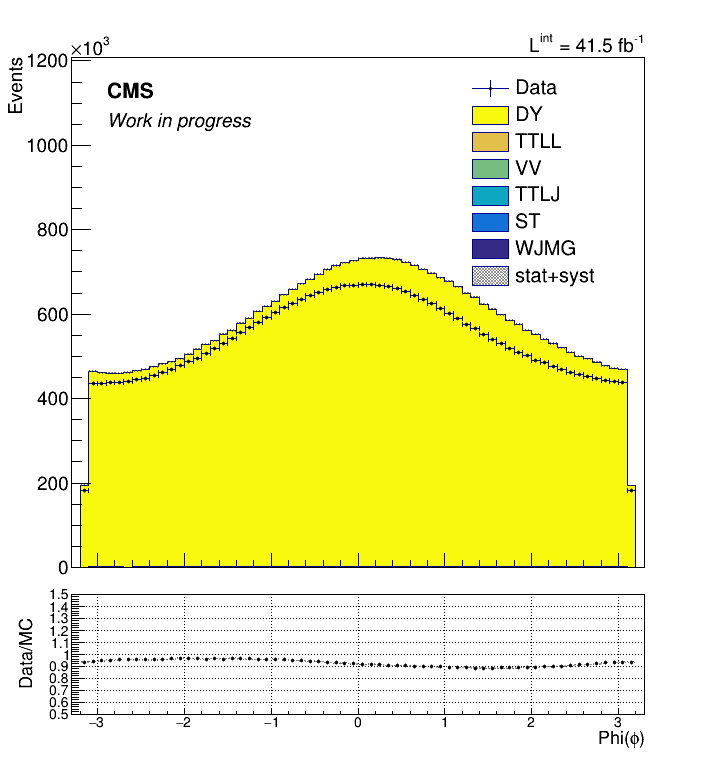 ×10³
L^int = 41.5 fb⁻¹
Events
1200
1000
800
600
400
200
0
CMS
Work in progress
Data
DY
TTLL
VV
TTLJ
ST
WJMG
stat+syst
Data/MC
1.5
1.4
1.3
1.2
1.1
1
0.9
0.8
0.7
0.6
0.5
−3 −2 −1 0 1 2 3
Phi(ϕ)